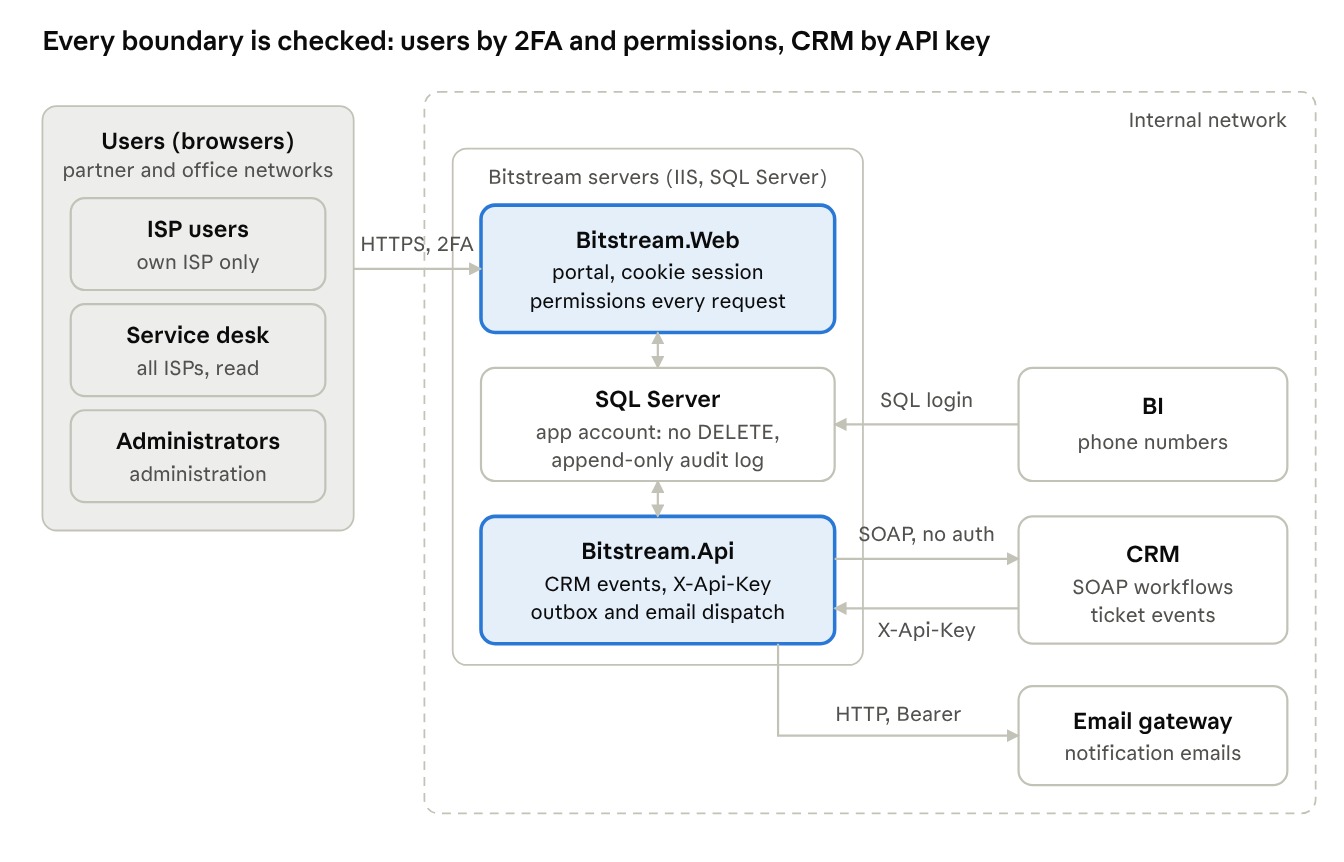 Every boundary is checked: users by 2FA and permissions, CRM by API key
Internal network
Users (browsers)
partner and office networks
ISP users
own ISP only
Service desk
all ISPs, read
Administrators
administration
HTTPS, 2FA
Bitstream servers (IIS, SQL Server)
Bitstream.Web
portal, cookie session
permissions every request
SQL Server
app account: no DELETE,
append-only audit log
SQL login
BI
phone numbers
Bitstream.Api
CRM events, X-Api-Key
outbox and email dispatch
SOAP, no auth
X-Api-Key
CRM
SOAP workflows
ticket events
HTTP, Bearer
Email gateway
notification emails